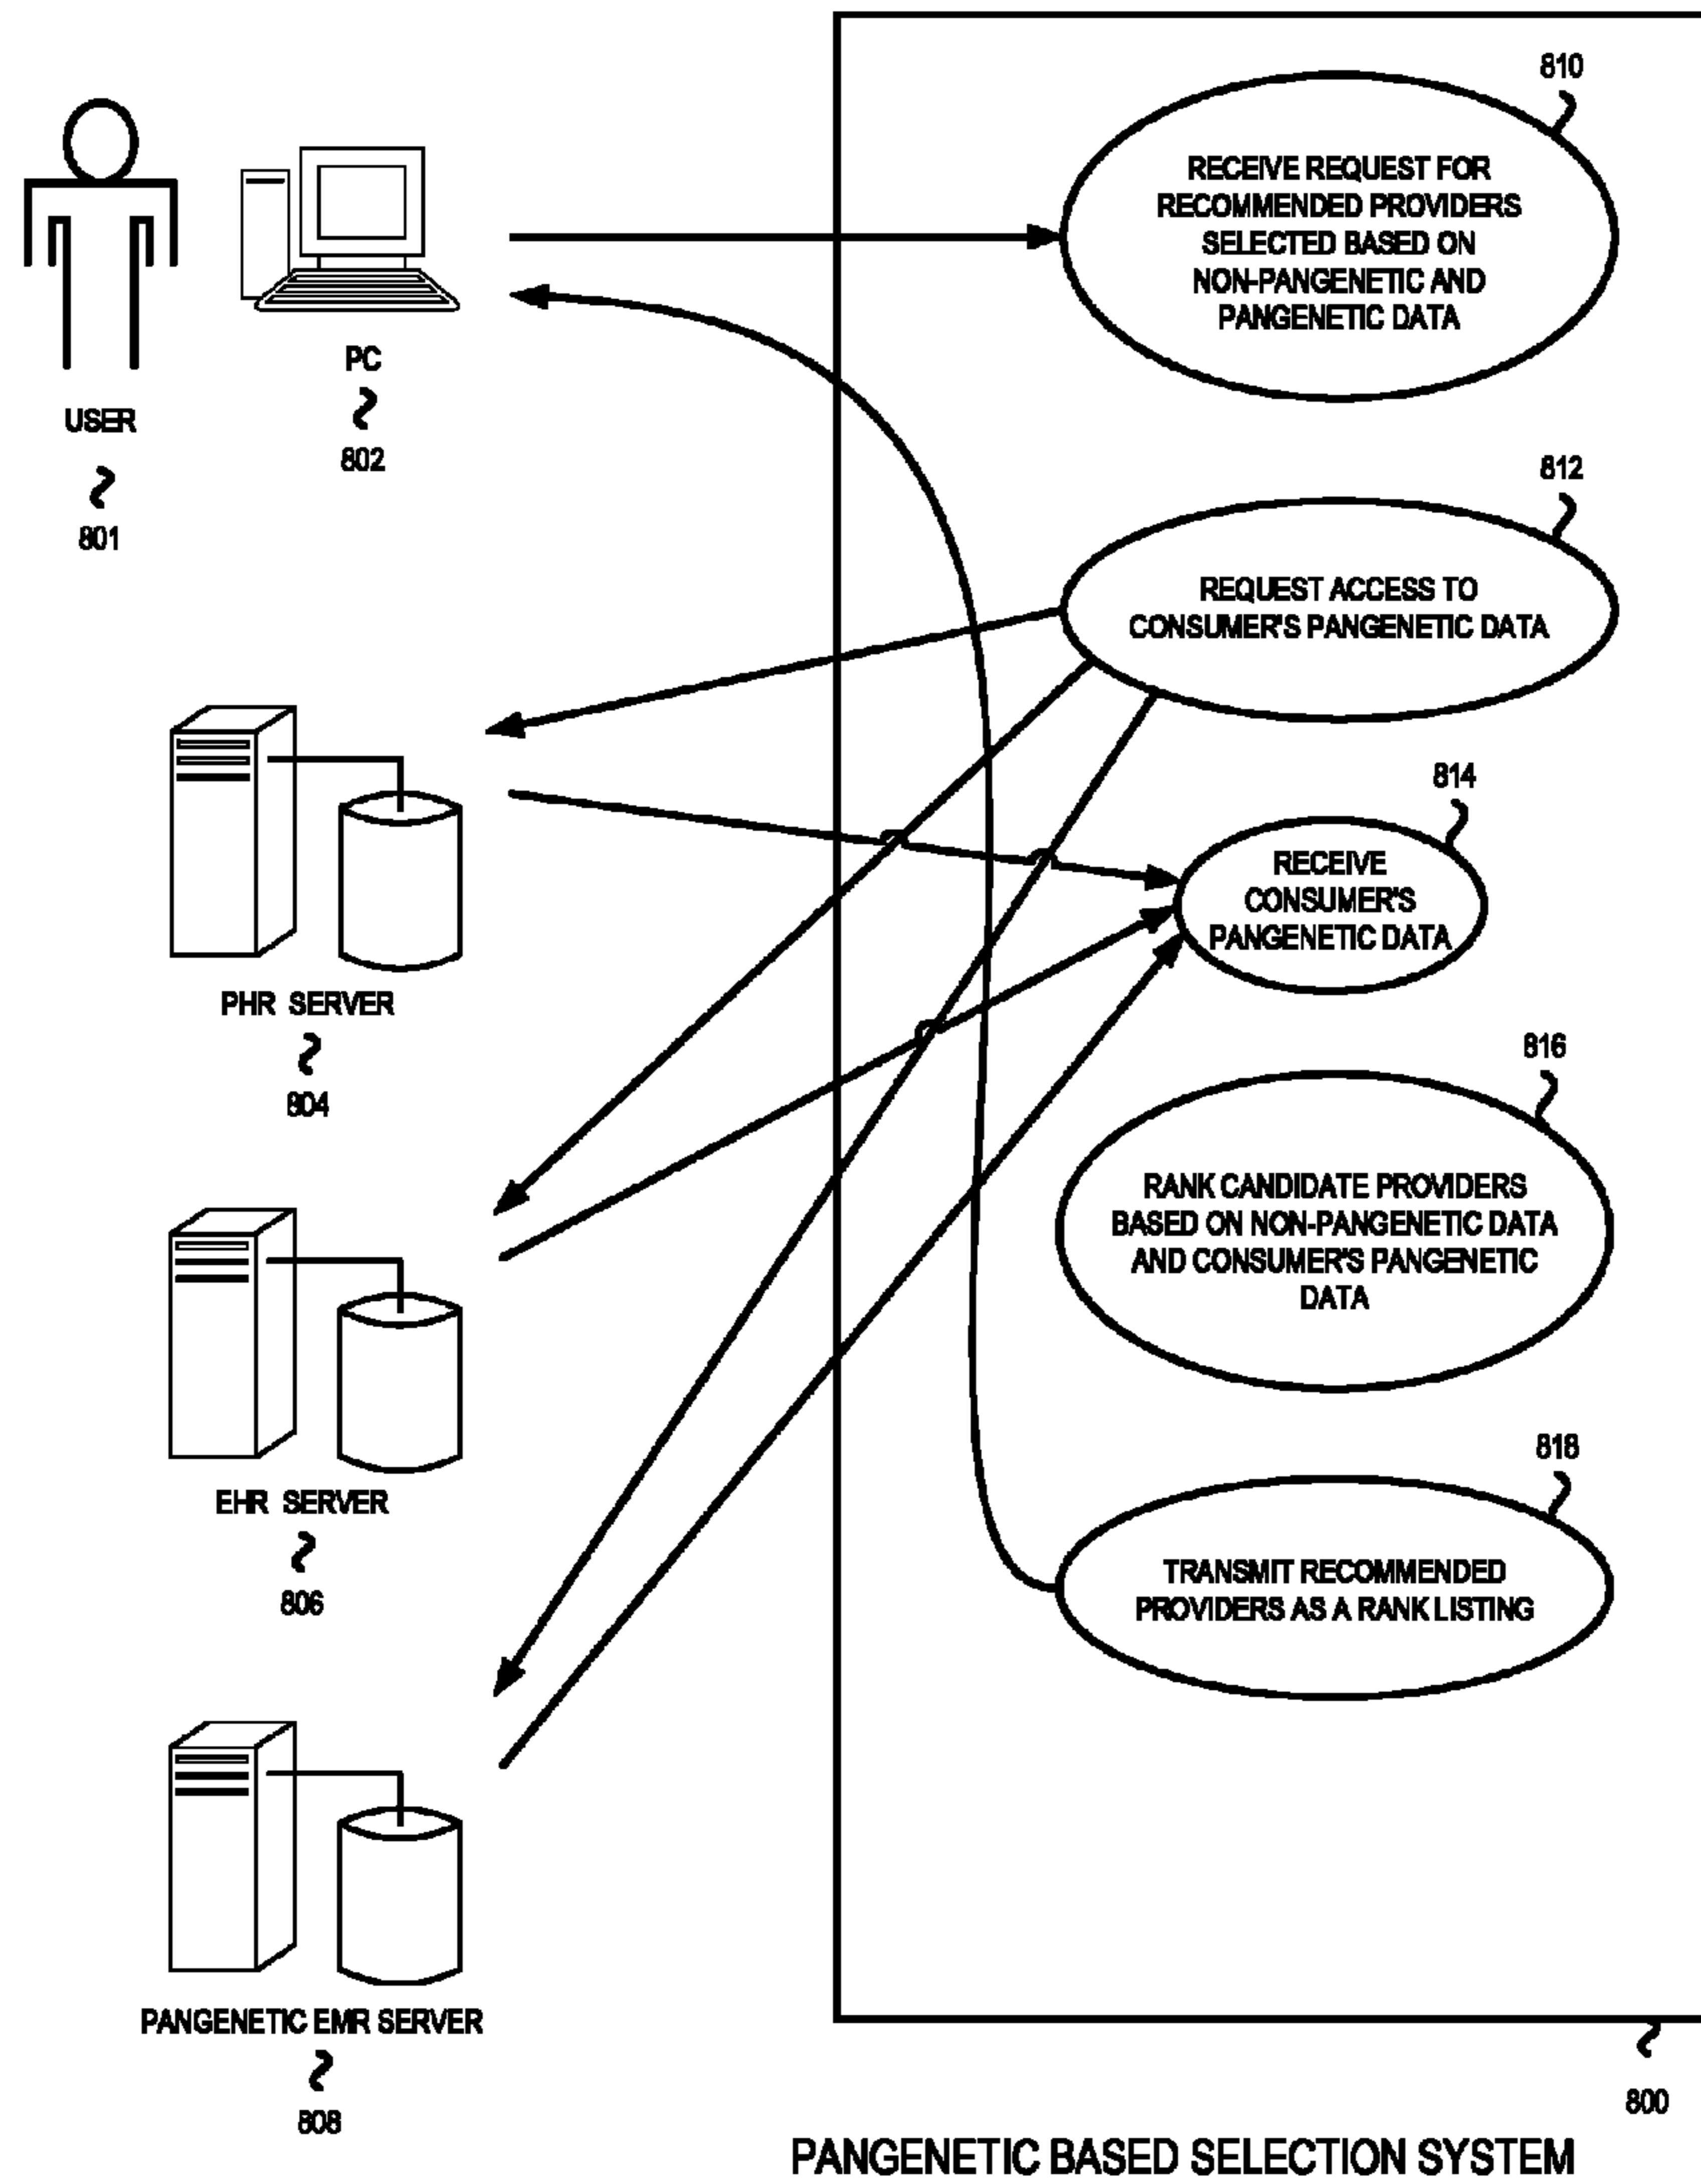 810
RECEIVE REQUEST FOR
RECOMMENDED PROVIDERS
SELECTED BASED ON
NON-PANGENETIC AND
PANGENETIC DATA
PC
802
USER
801
812
REQUEST ACCESS TO
CONSUMER'S PANGENETIC DATA
814
RECEIVE
CONSUMER'S
PANGENETIC DATA
PHR SERVER
804
816
RANK CANDIDATE PROVIDERS
BASED ON NON-PANGENETIC DATA
AND CONSUMER'S PANGENETIC
DATA
EHR SERVER
806
818
TRANSMIT RECOMMENDED
PROVIDERS AS A RANK LISTING
PANGENETIC EMR SERVER
808
800
PANGENETIC BASED SELECTION SYSTEM